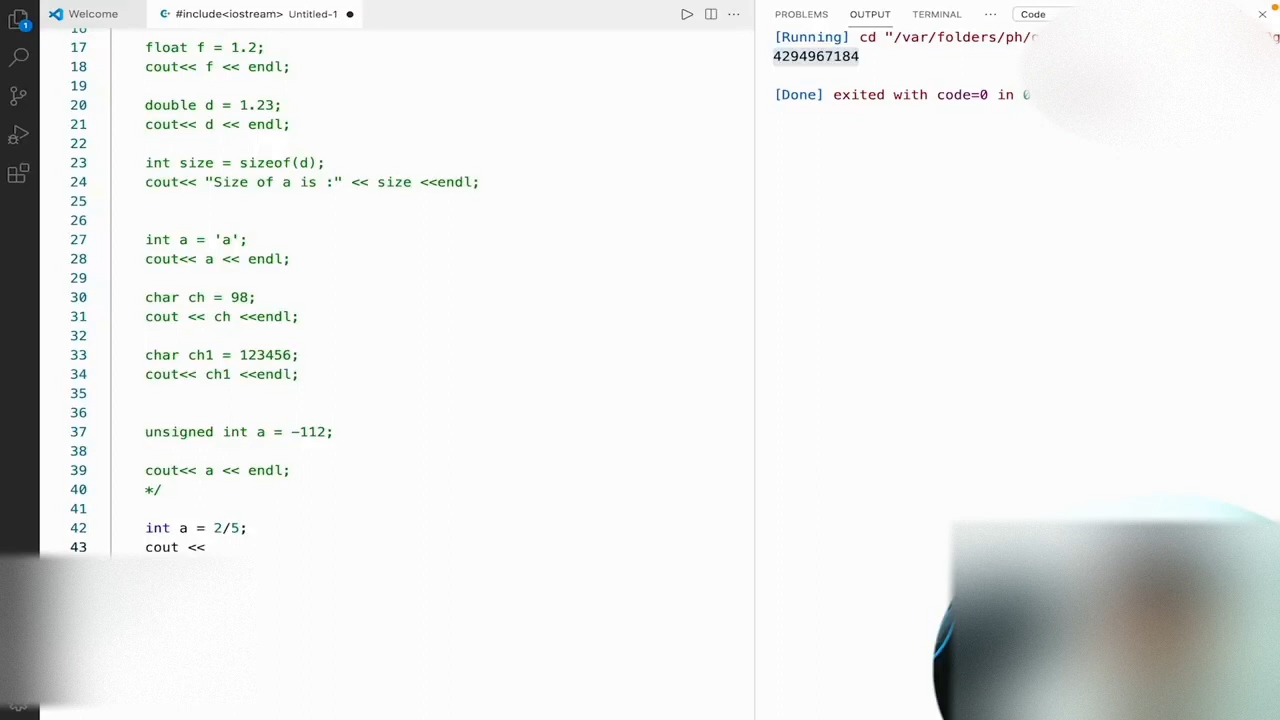 Welcome
#include<iostream> Untitled-1
PROBLEMS OUTPUT TERMINAL ··· Code
1
17 float f = 1.2;
18 cout<< f << endl;
19
20 double d = 1.23;
21 cout<< d << endl;
22
23 int size = sizeof(d);
24 cout<< "Size of a is :" << size <<endl;
25
26
27 int a = 'a';
28 cout<< a << endl;
29
30 char ch = 98;
31 cout << ch <<endl;
32
33 char ch1 = 123456;
34 cout<< ch1 <<endl;
35
36
37 unsigned int a = -112;
38
39 cout<< a << endl;
40 */
41
42 int a = 2/5;
43 cout <<
[Running] cd "/var/folders/ph/
4294967184
[Done] exited with code=0 in